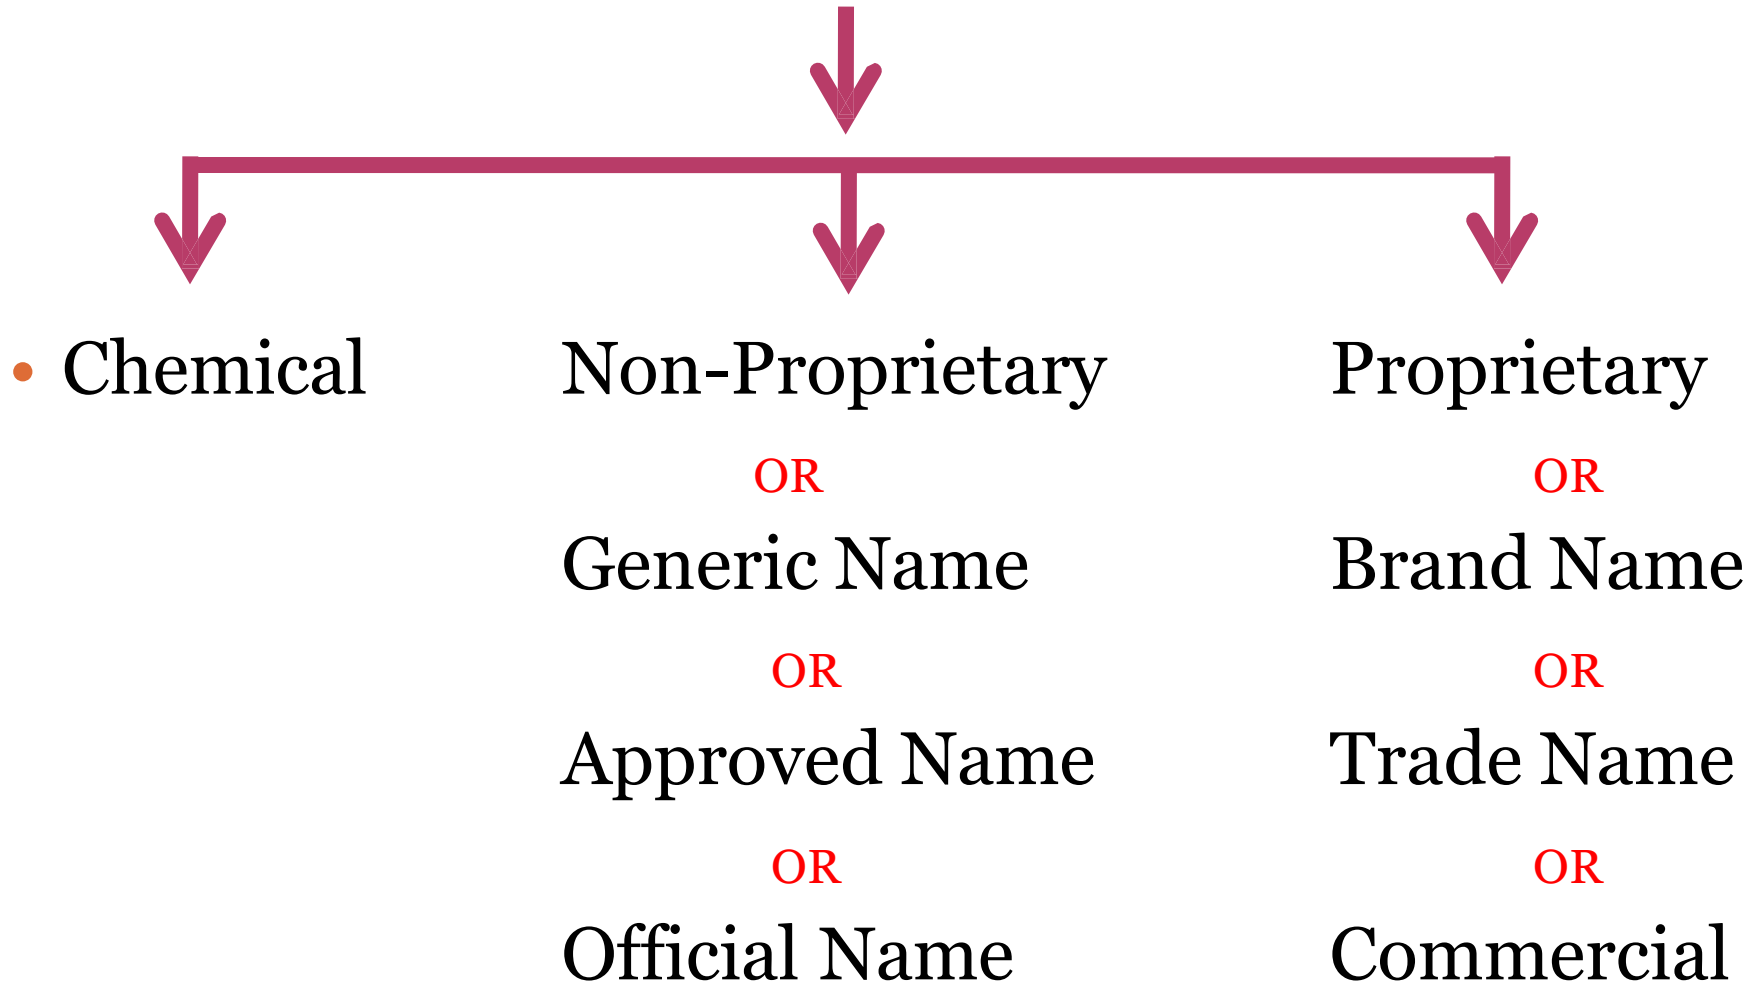 • Chemical Non-Proprietary Proprietary
OR OR
Generic Name Brand Name
OR OR
Approved Name Trade Name
OR OR
Official Name Commercial